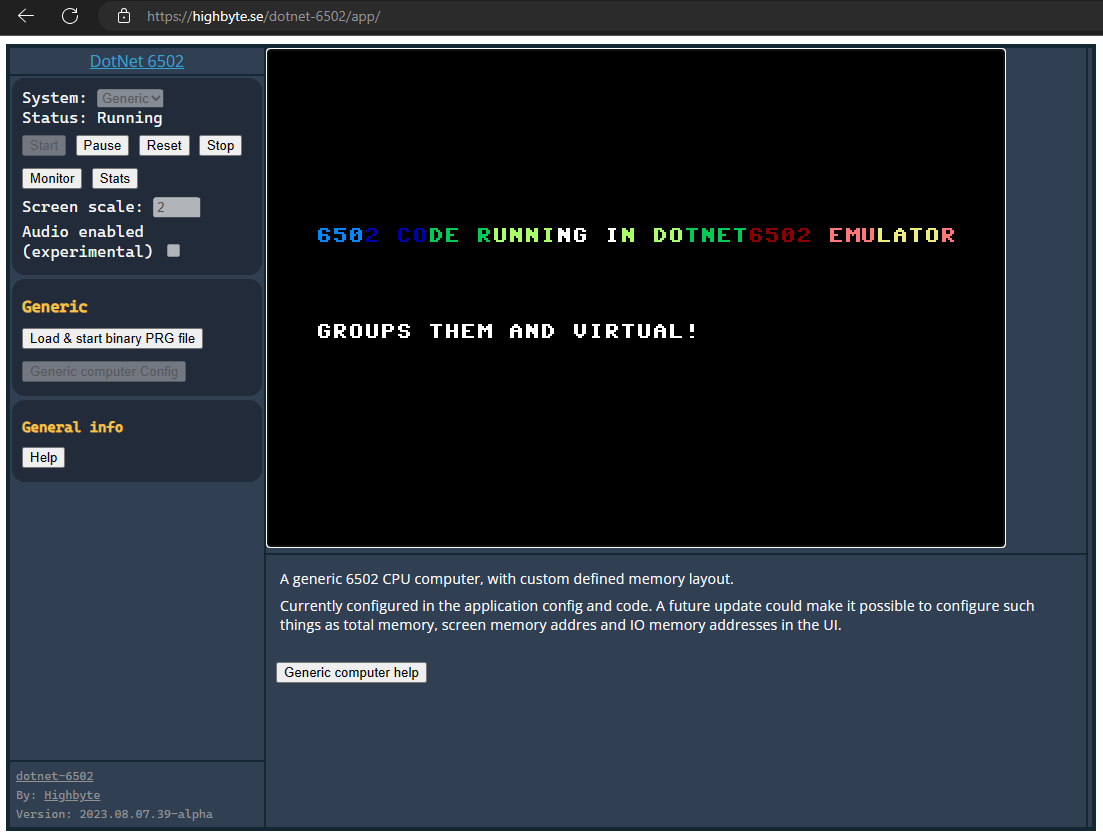 https://highbyte.se/dotnet-6502/app/
DotNet 6502
System: Generic
Status: Running
Start Pause Reset Stop
Monitor Stats
Screen scale: 2
Audio enabled
(experimental)
Generic
Load & start binary PRG file
Generic computer Config
General info
Help
dotnet-6502
By: Highbyte
Version: 2023.08.07.39-alpha
6502 CODE RUNNING IN DOTNET6502 EMULATOR
GROUPS THEM AND VIRTUAL!
A generic 6502 CPU computer, with custom defined memory layout.
Currently configured in the application config and code. A future update could make it possible to configure such
things as total memory, screen memory addres and IO memory addresses in the UI.
Generic computer help